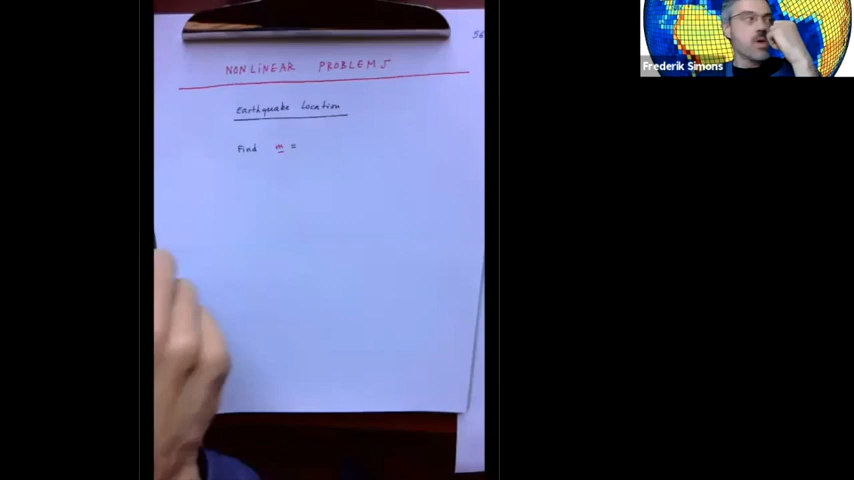 56
NONLINEAR PROBLEMS
Earthquake Location
Find m =
Frederik Simons